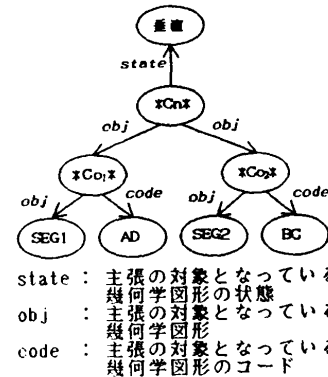 垂直
state
*Cn*
obj obj
*Co₁* *Co₂*
obj code obj code
SEG1 AD SEG2 BC
state : 主張の対象となっている
幾何学図形の状態
obj : 主張の対象となっている
幾何学図形
code : 主張の対象となっている
幾何学図形のコード